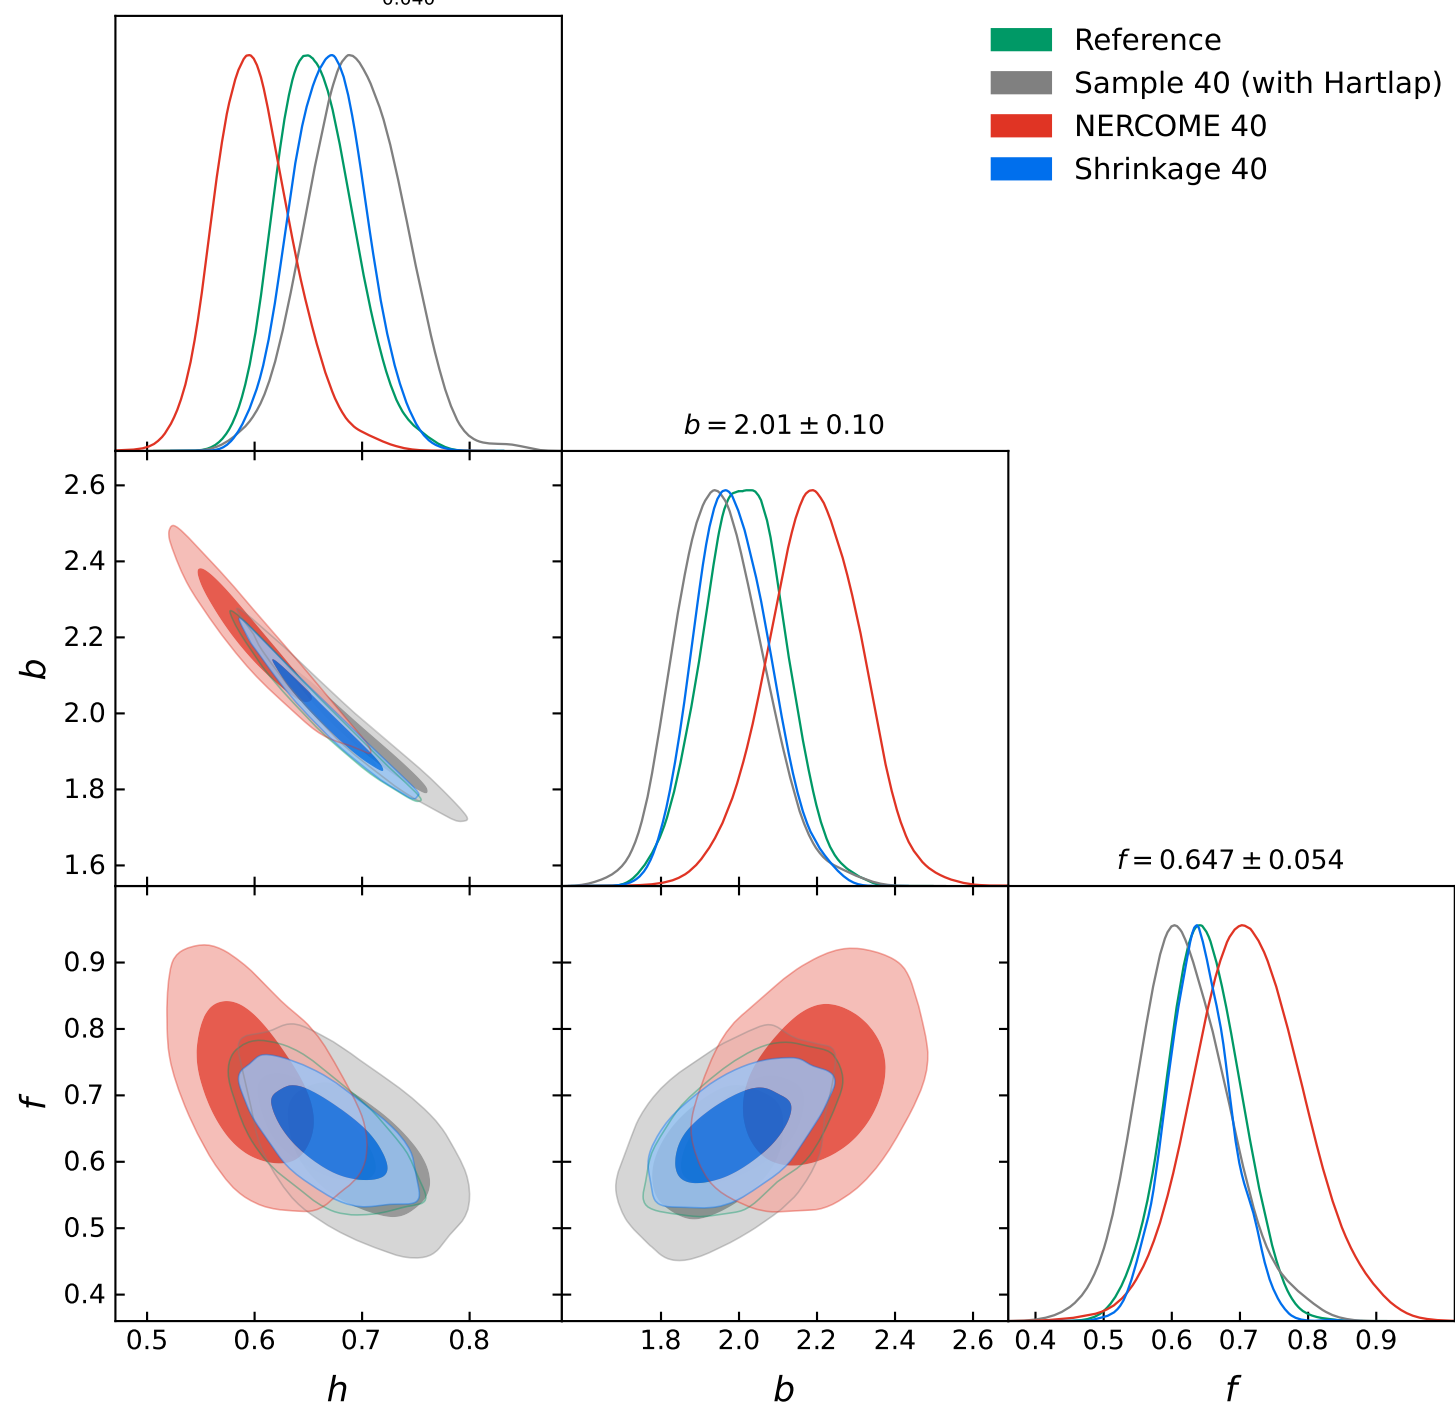 Reference
Sample 40 (with Hartlap)
NERCOME 40
Shrinkage 40
b = 2.01 ± 0.10
2.6
2.4
2.2
2.0
1.8
1.6
b
f = 0.647 ± 0.054
0.9
0.8
0.7
0.6
0.5
0.4
f
0.5 0.6 0.7 0.8 1.8 2.0 2.2 2.4 2.6 0.4 0.5 0.6 0.7 0.8 0.9
h b f